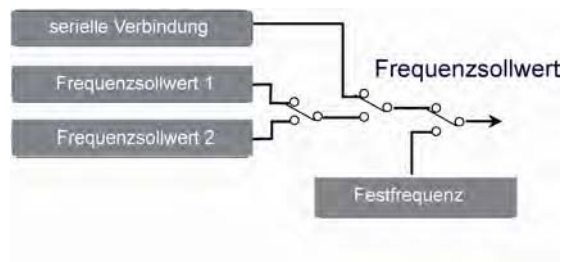 serielle Verbindung
Frequenzsollwert 1
Frequenzsollwert
Frequenzsollwert 2
Festfrequenz